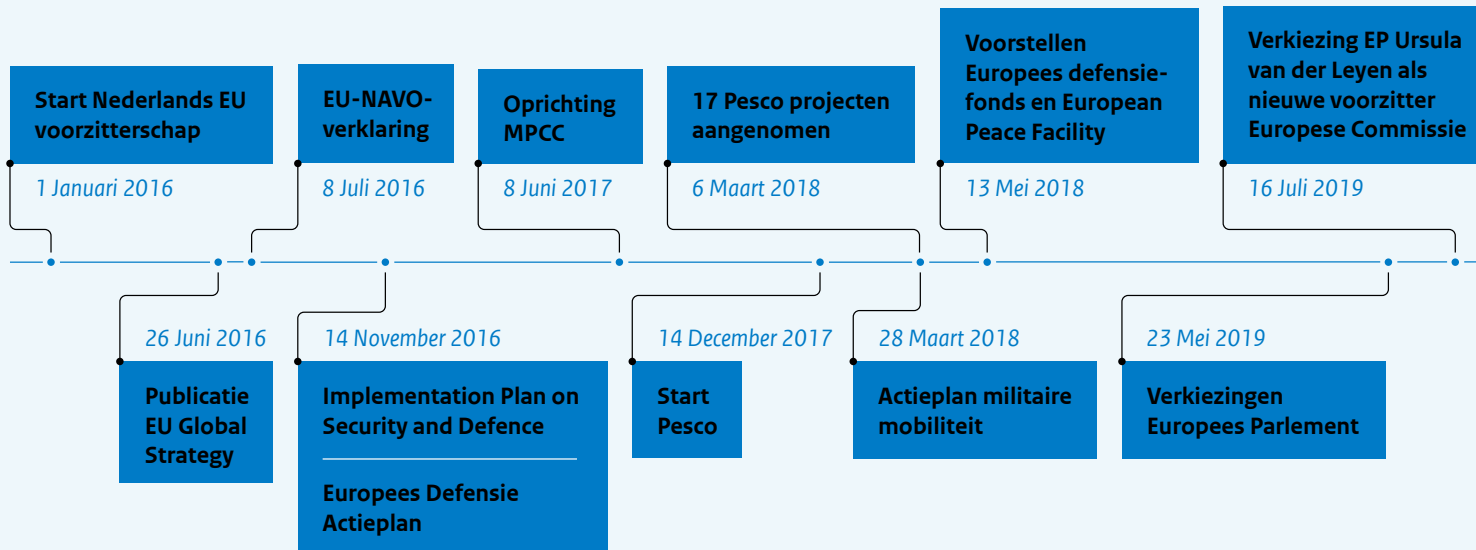 Start Nederlands EU
voorzitterschap
1 Januari 2016
EU-NAVO-
verklaring
8 Juli 2016
Oprichting
MPCC
8 Juni 2017
17 Pesco projecten
aangenomen
6 Maart 2018
Voorstellen
Europees defensie-
fonds en European
Peace Facility
13 Mei 2018
Verkiezing EP Ursula
van der Leyen als
nieuwe voorzitter
Europese Commissie
16 Juli 2019
26 Juni 2016
Publicatie
EU Global
Strategy
14 November 2016
Implementation Plan on
Security and Defence
Europees Defensie
Actieplan
14 December 2017
Start
Pesco
28 Maart 2018
Actieplan militaire
mobiliteit
23 Mei 2019
Verkiezingen
Europees Parlement